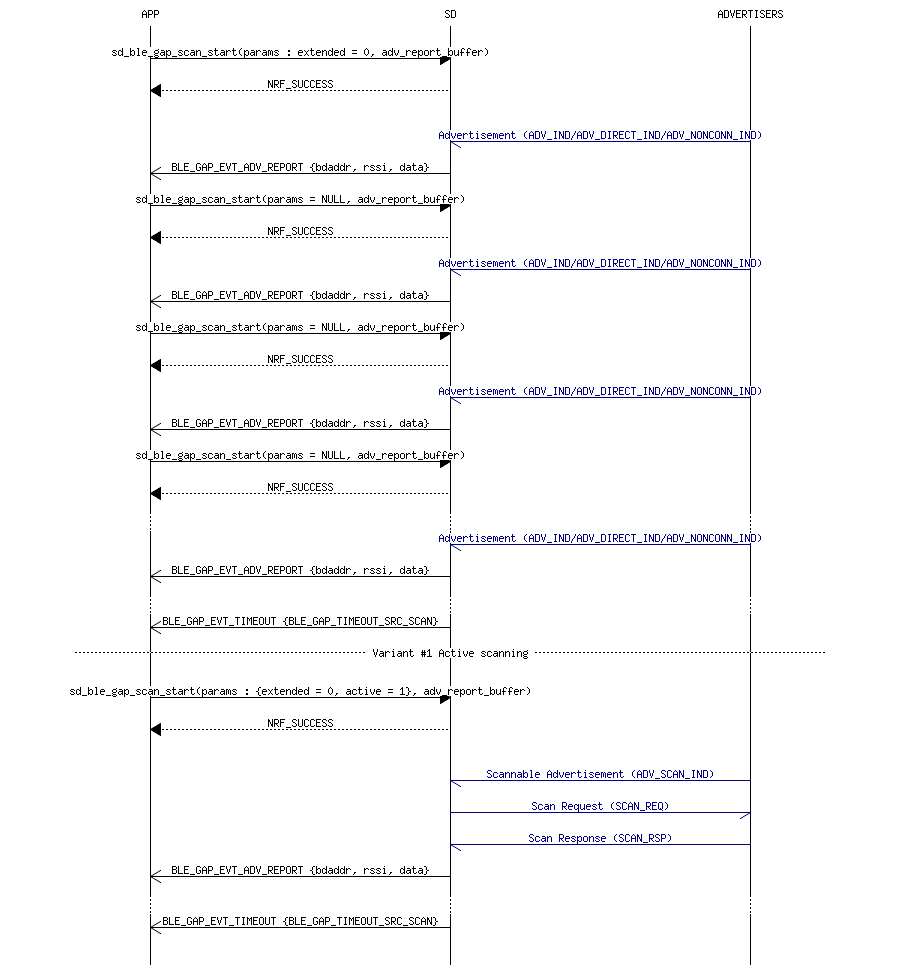 APP SD ADVERTISERS
sd_ble_gap_scan_start(params : extended = 0, adv_report_buffer)
NRF_SUCCESS
Advertisement (ADV_IND/ADV_DIRECT_IND/ADV_NONCONN_IND)
BLE_GAP_EVT_ADV_REPORT {bdaddr, rssi, data}
sd_ble_gap_scan_start(params = NULL, adv_report_buffer)
NRF_SUCCESS
Advertisement (ADV_IND/ADV_DIRECT_IND/ADV_NONCONN_IND)
BLE_GAP_EVT_ADV_REPORT {bdaddr, rssi, data}
sd_ble_gap_scan_start(params = NULL, adv_report_buffer)
NRF_SUCCESS
Advertisement (ADV_IND/ADV_DIRECT_IND/ADV_NONCONN_IND)
BLE_GAP_EVT_ADV_REPORT {bdaddr, rssi, data}
sd_ble_gap_scan_start(params = NULL, adv_report_buffer)
NRF_SUCCESS
Advertisement (ADV_IND/ADV_DIRECT_IND/ADV_NONCONN_IND)
BLE_GAP_EVT_ADV_REPORT {bdaddr, rssi, data}
BLE_GAP_EVT_TIMEOUT {BLE_GAP_TIMEOUT_SRC_SCAN}
Variant #1 Active scanning
sd_ble_gap_scan_start(params : {extended = 0, active = 1}, adv_report_buffer)
NRF_SUCCESS
Scannable Advertisement (ADV_SCAN_IND)
Scan Request (SCAN_REQ)
Scan Response (SCAN_RSP)
BLE_GAP_EVT_ADV_REPORT {bdaddr, rssi, data}
BLE_GAP_EVT_TIMEOUT {BLE_GAP_TIMEOUT_SRC_SCAN}